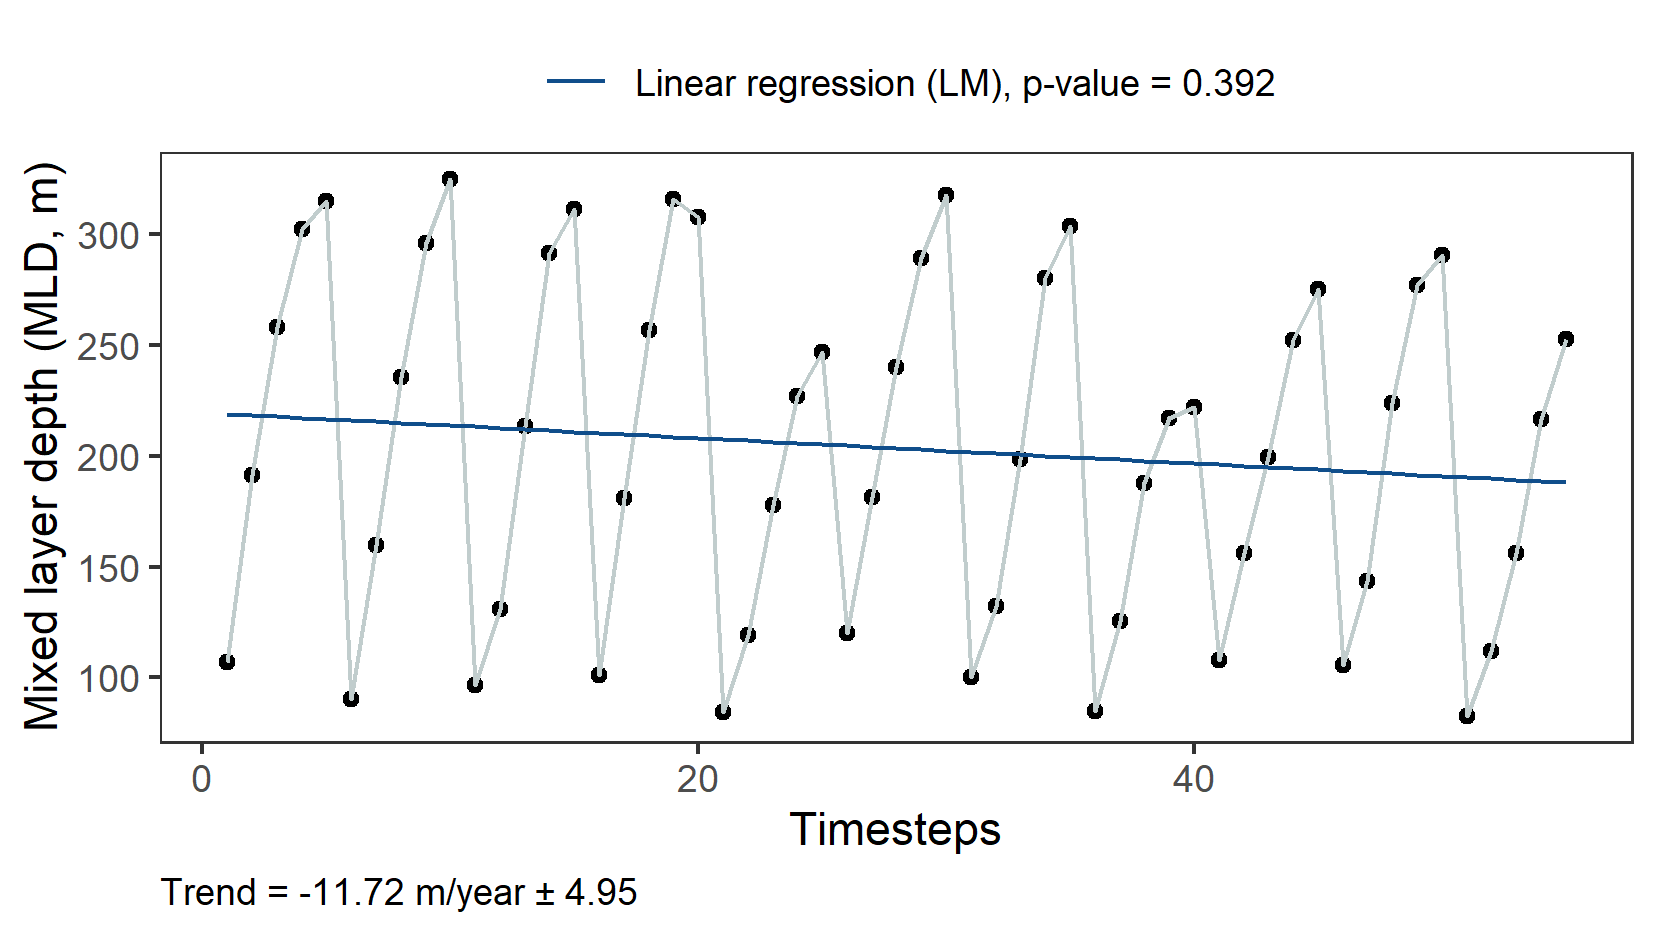 Linear regression (LM), p-value = 0.392
Mixed layer depth (MLD, m)
300
250
200
150
100
0 20 40
Timesteps
Trend = -11.72 m/year ± 4.95